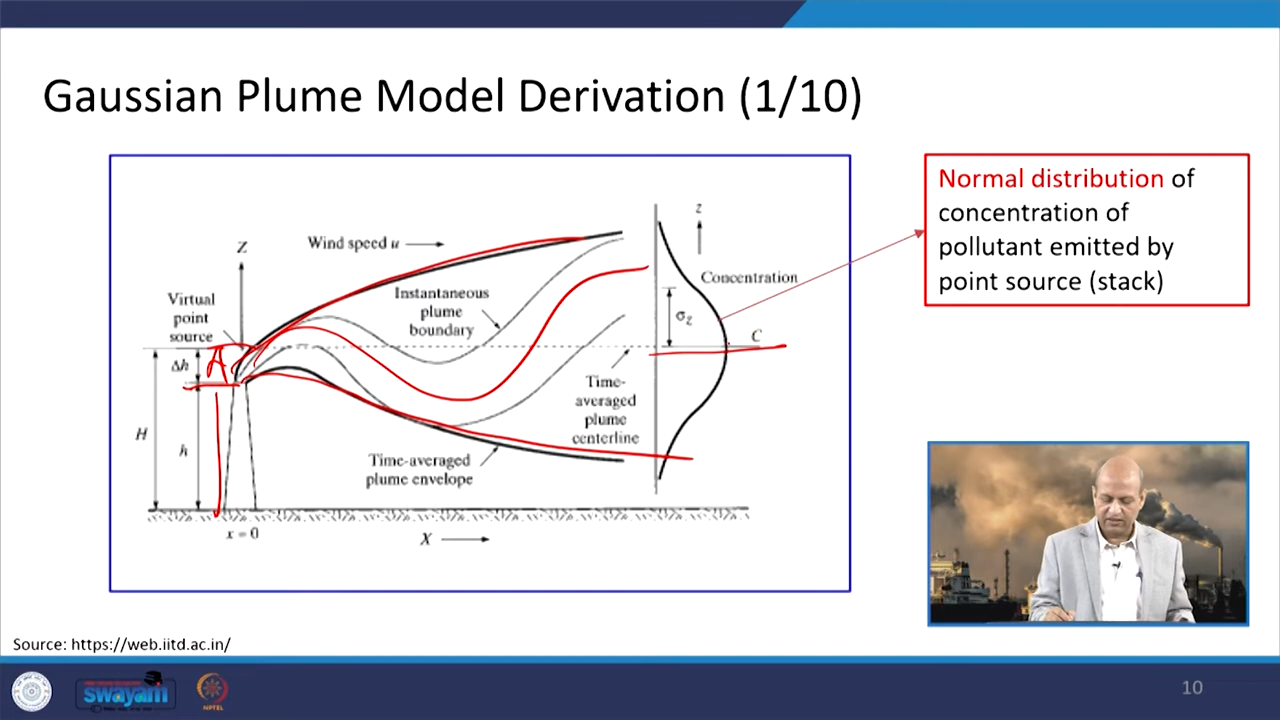 Gaussian Plume Model Derivation (1/10)
Z
Wind speed u
Virtual
point
source
Δh
H
h
Instantaneous
plume
boundary
z
Concentration
σz
C
Time-
averaged
plume
centerline
Time-averaged
plume envelope
x = 0
X
Normal distribution of
concentration of
pollutant emitted by
point source (stack)
Source: https://web.iitd.ac.in/
swayam
NPTEL
10